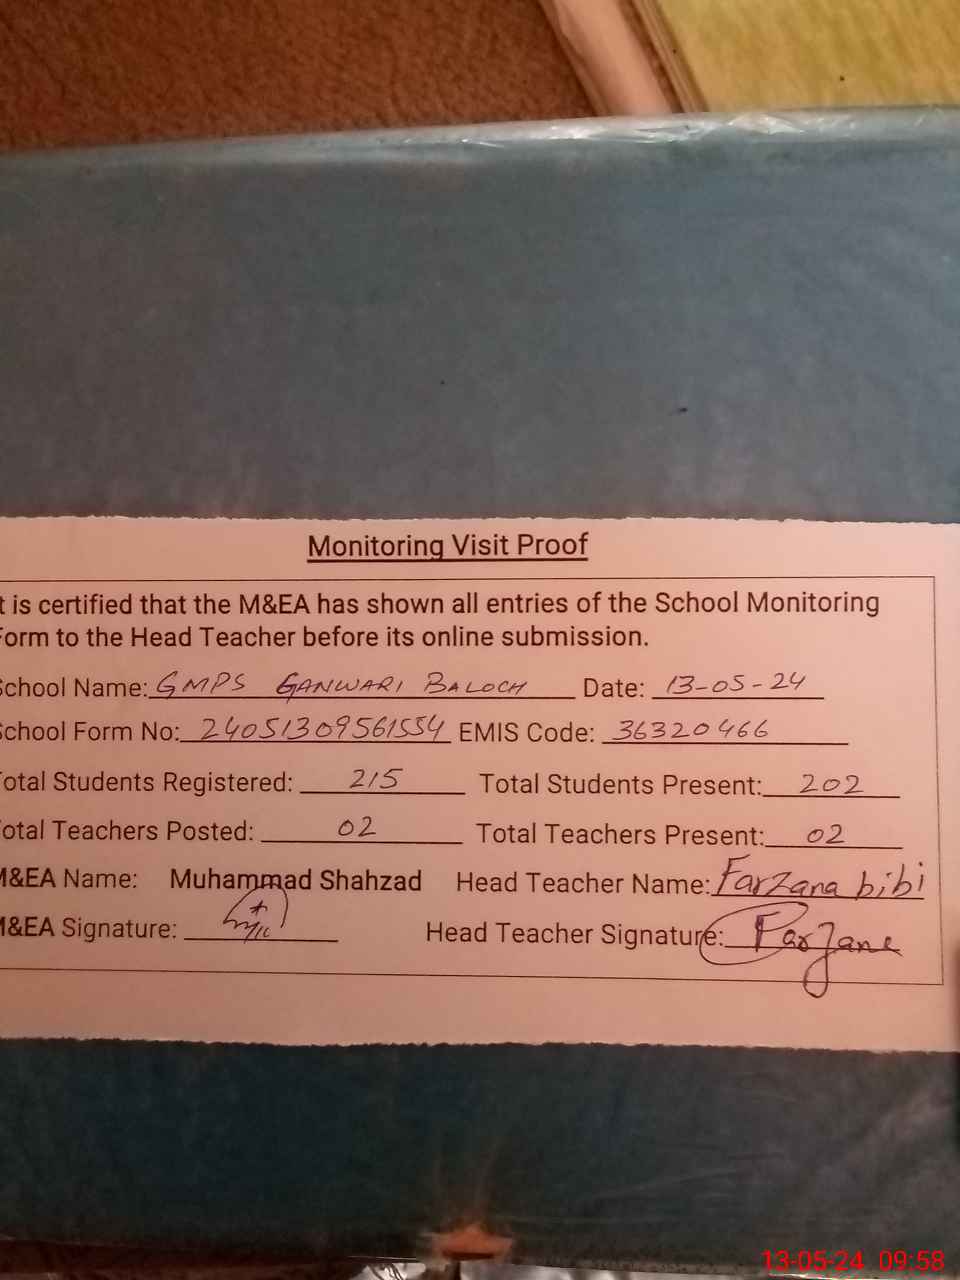 Monitoring Visit Proof
t is certified that the M&EA has shown all entries of the School Monitoring
Form to the Head Teacher before its online submission.
School Name: GMPS GANWARI BALOCH Date: 13-05-24
School Form No: 24051309561554 EMIS Code: 36320466
Total Students Registered: 215 Total Students Present: 202
Total Teachers Posted: 02 Total Teachers Present: 02
M&EA Name: Muhammad Shahzad Head Teacher Name: Farzana bibi
M&EA Signature: Head Teacher Signature: Farzane
13-05-24 09:58